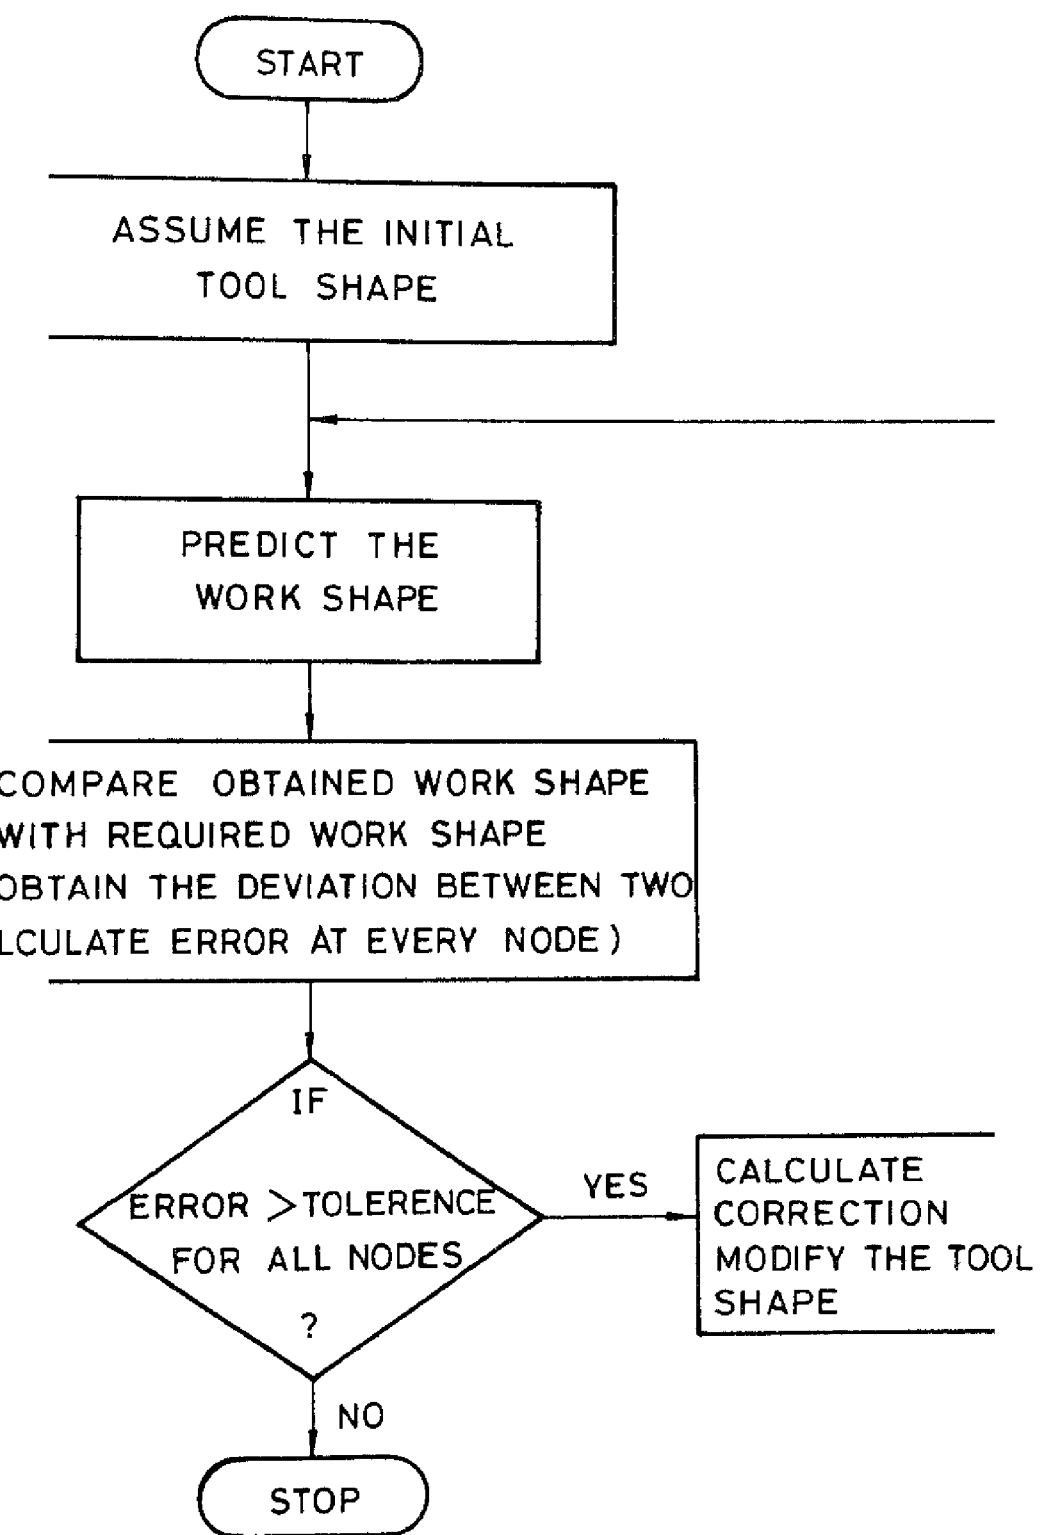 START
ASSUME THE INITIAL
TOOL SHAPE
PREDICT THE
WORK SHAPE
COMPARE OBTAINED WORK SHAPE
WITH REQUIRED WORK SHAPE
OBTAIN THE DEVIATION BETWEEN TWO
LCULATE ERROR AT EVERY NODE)
IF
ERROR >TOLERENCE
FOR ALL NODES
?
YES
CALCULATE
CORRECTION
MODIFY THE TOOL
SHAPE
NO
STOP